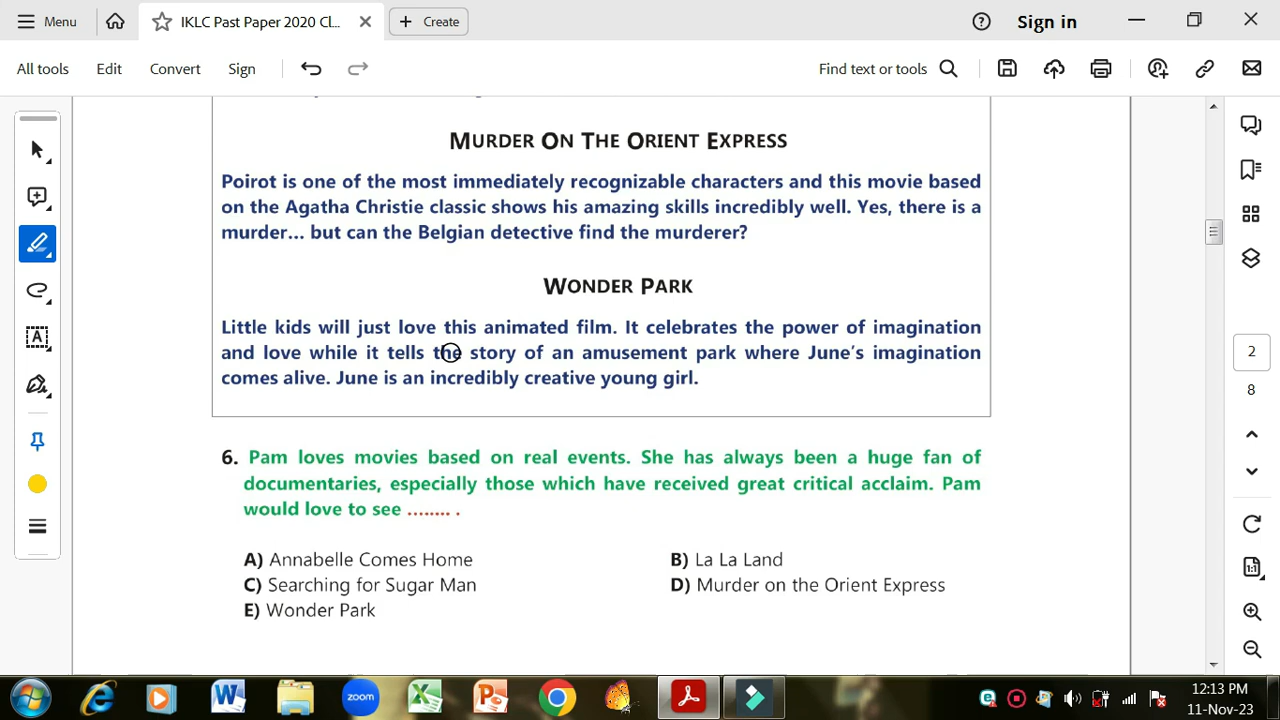 Menu
IKLC Past Paper 2020 Cl...
Create
Sign in
All tools
Edit
Convert
Sign
Find text or tools
MURDER ON THE ORIENT EXPRESS
Poirot is one of the most immediately recognizable characters and this movie based
on the Agatha Christie classic shows his amazing skills incredibly well. Yes, there is a
murder... but can the Belgian detective find the murderer?
WONDER PARK
Little kids will just love this animated film. It celebrates the power of imagination
and love while it tells the story of an amusement park where June's imagination
comes alive. June is an incredibly creative young girl.
6. Pam loves movies based on real events. She has always been a huge fan of
documentaries, especially those which have received great critical acclaim. Pam
would love to see ........ .
A) Annabelle Comes Home
B) La La Land
C) Searching for Sugar Man
D) Murder on the Orient Express
E) Wonder Park
2
8
1:1
zoom
12:13 PM
11-Nov-23